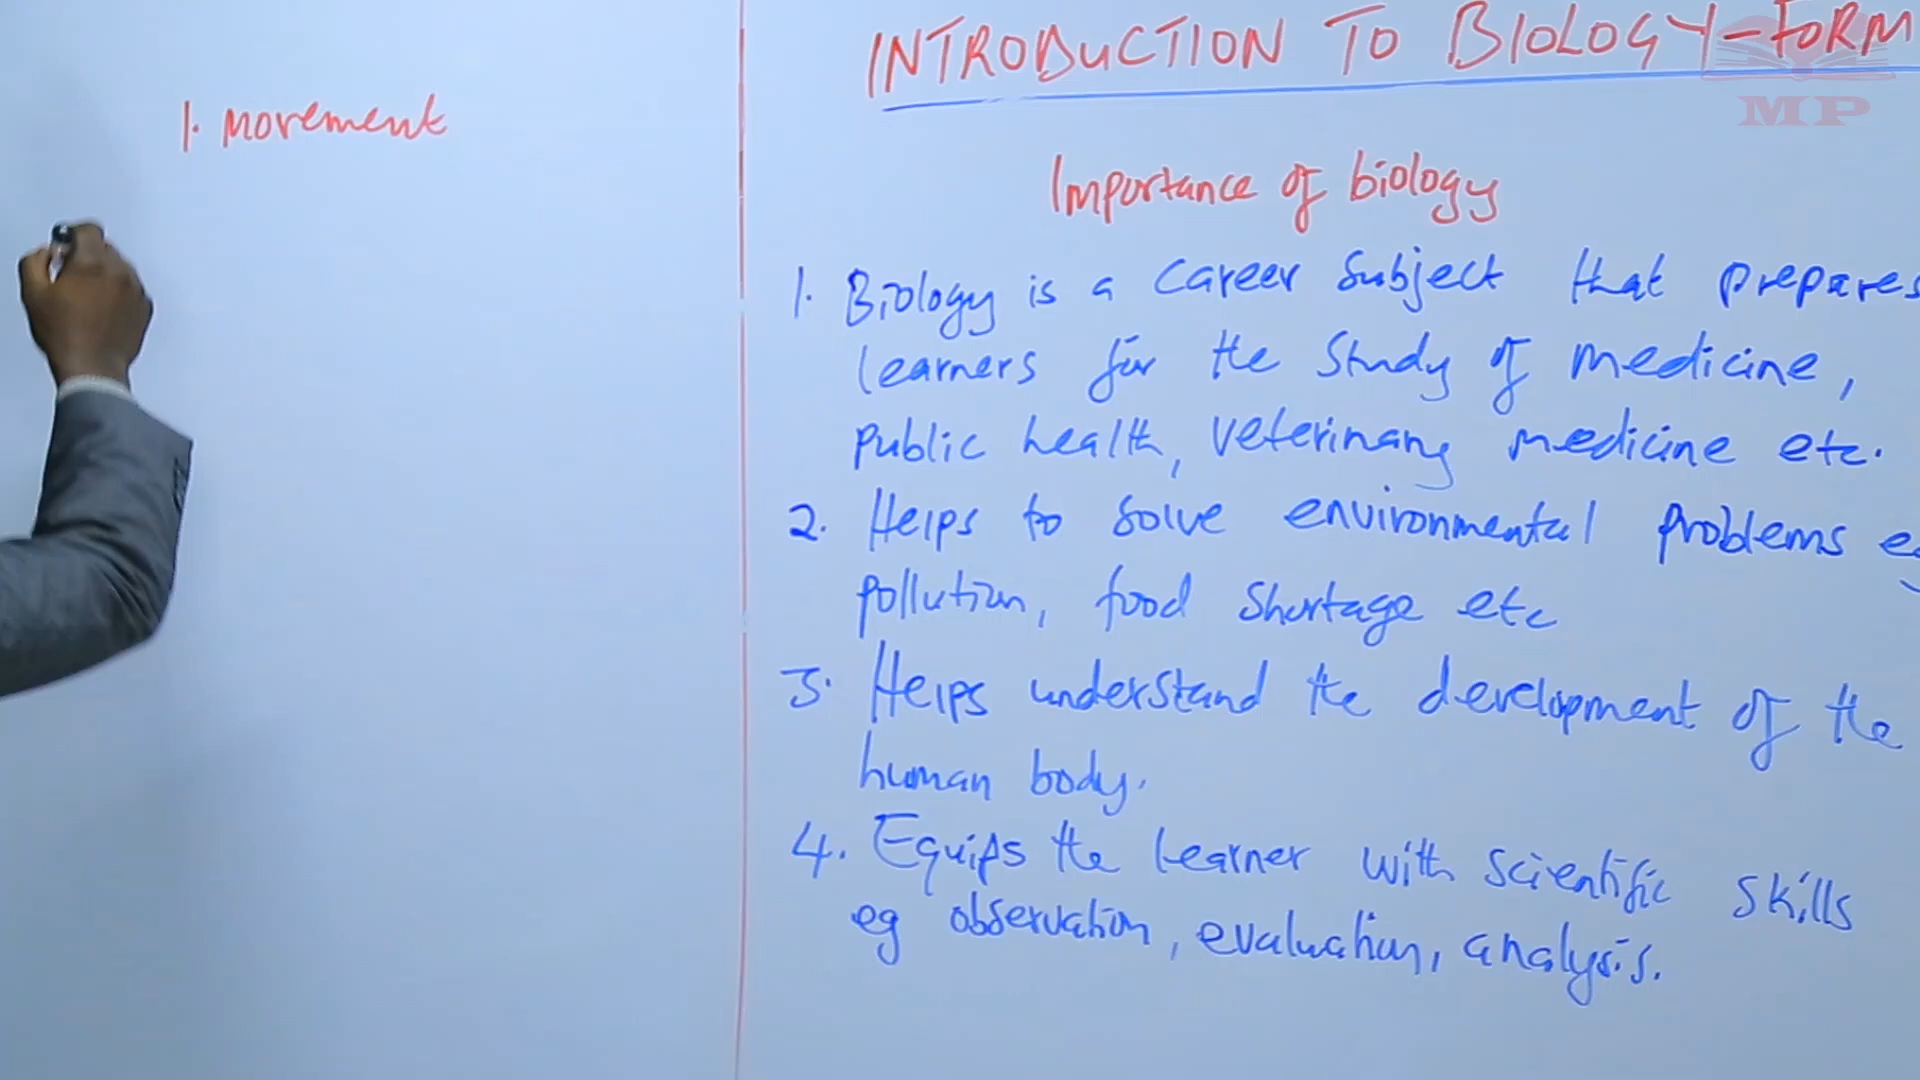 1. Movement
INTRODUCTION TO BIOLOGY-FORM
MP
Importance of biology
1. Biology is a career subject that prepares
learners for the study of medicine,
public health, veterinary medicine etc.
2. Helps to solve environmental problems eg
pollution, food shortage etc
3. Helps understand the development of the
human body.
4. Equips the learner with scientific skills
eg observation, evaluation, analysis.